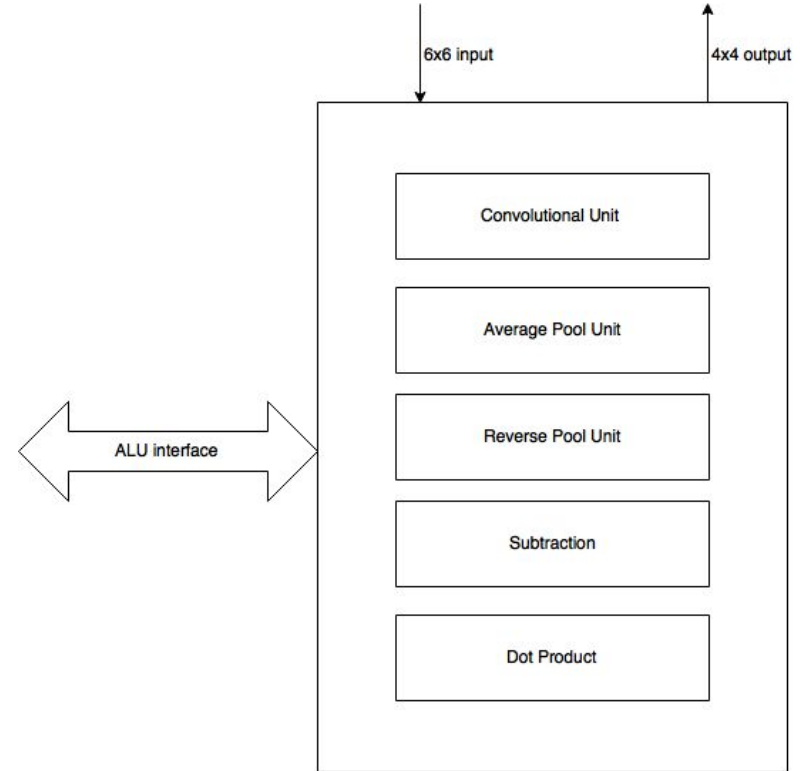 6x6 input
4x4 output
Convolutional Unit
Average Pool Unit
Reverse Pool Unit
ALU interface
Subtraction
Dot Product